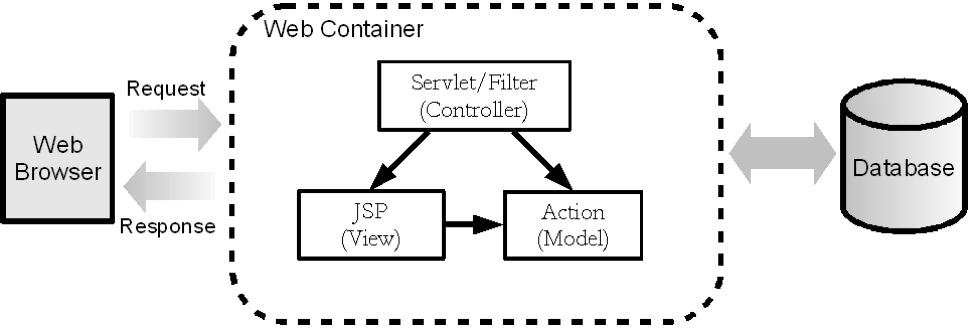 Web Container
Servlet/Filter
(Controller)
Request
Web
Browser
Response
JSP
(View)
Action
(Model)
Database